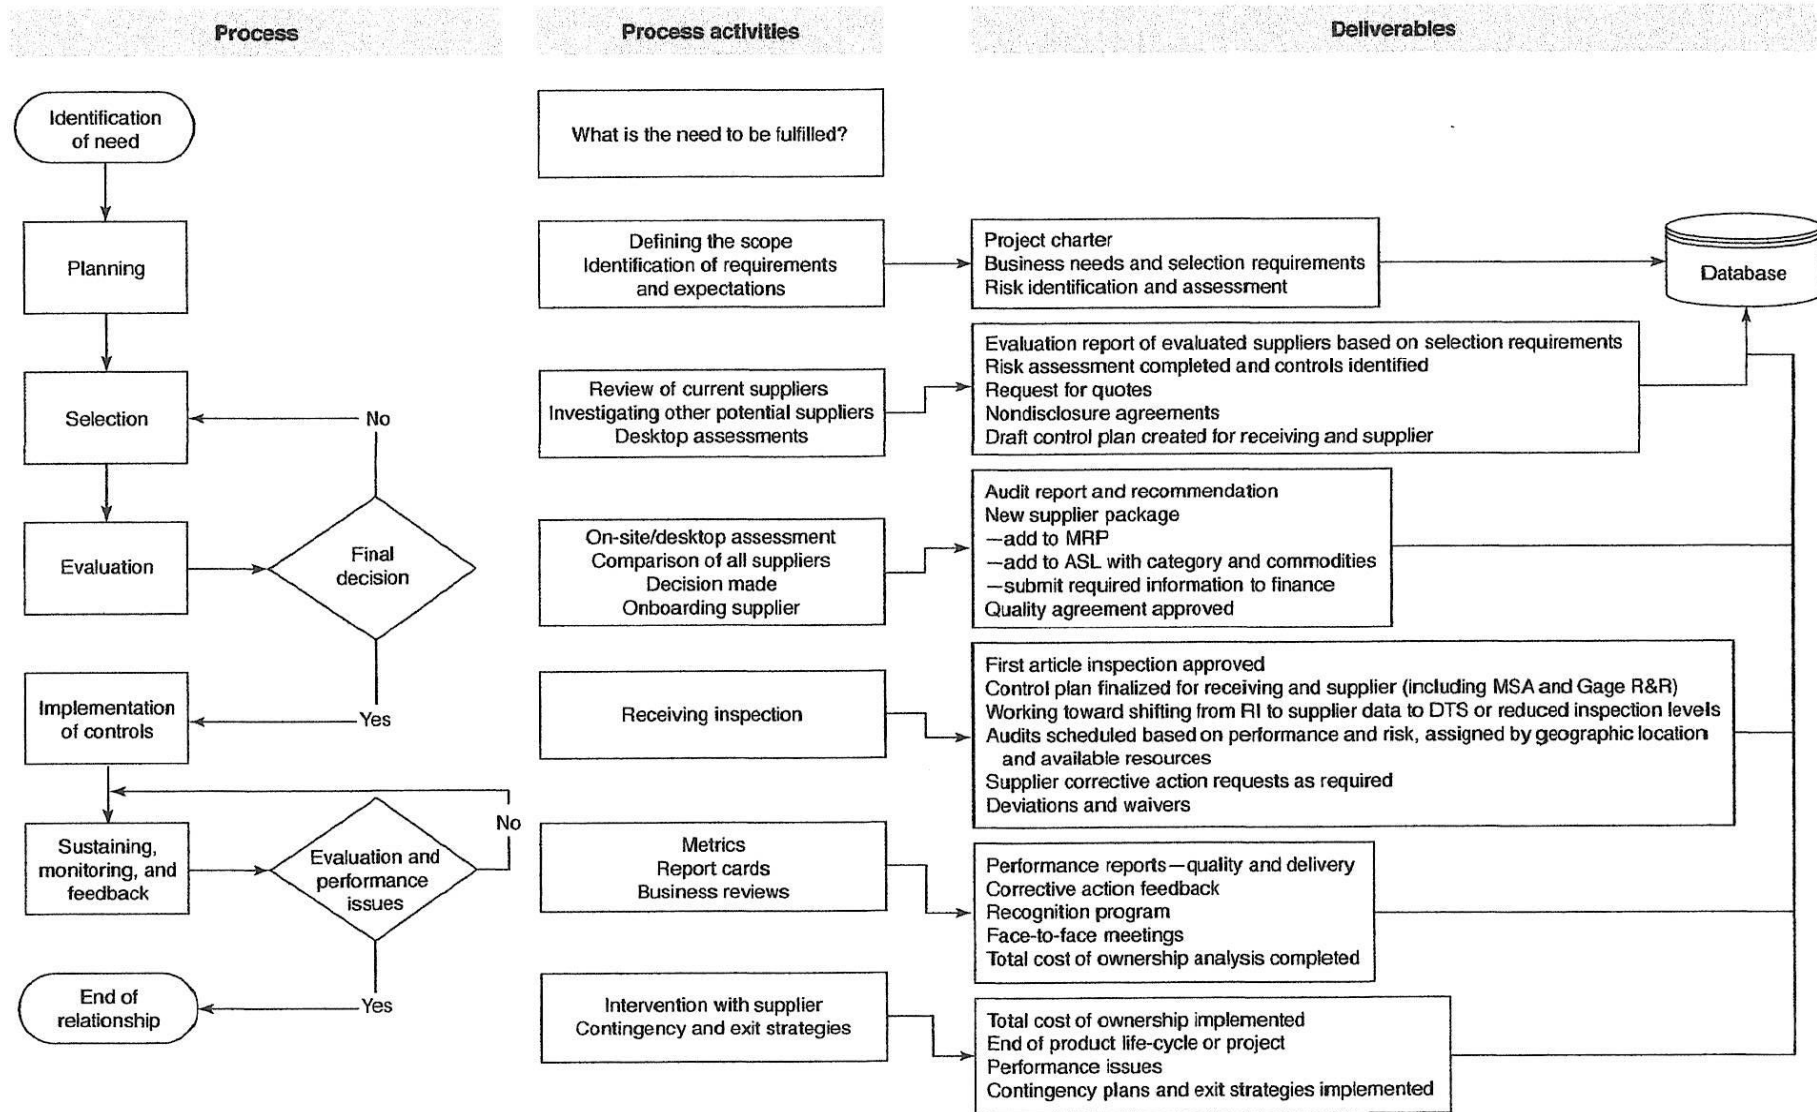 Process
Process activities
Deliverables
Identification
of need
What is the need to be fulfilled?
Planning
Defining the scope
Identification of requirements
and expectations
Project charter
Business needs and selection requirements
Risk identification and assessment
Database
Selection
No
Review of current suppliers
Investigating other potential suppliers
Desktop assessments
Evaluation report of evaluated suppliers based on selection requirements
Risk assessment completed and controls identified
Request for quotes
Nondisclosure agreements
Draft control plan created for receiving and supplier
Evaluation
Final
decision
On-site/desktop assessment
Comparison of all suppliers
Decision made
Onboarding supplier
Audit report and recommendation
New supplier package
—add to MRP
—add to ASL with category and commodities
—submit required information to finance
Quality agreement approved
Implementation
of controls
Yes
Receiving inspection
First article inspection approved
Control plan finalized for receiving and supplier (including MSA and Gage R&R)
Working toward shifting from RI to supplier data to DTS or reduced inspection levels
Audits scheduled based on performance and risk, assigned by geographic location
and available resources
Supplier corrective action requests as required
Deviations and waivers
Sustaining,
monitoring, and
feedback
Evaluation and
performance
issues
No
Metrics
Report cards
Business reviews
Performance reports—quality and delivery
Corrective action feedback
Recognition program
Face-to-face meetings
Total cost of ownership analysis completed
End of
relationship
Yes
Intervention with supplier
Contingency and exit strategies
Total cost of ownership implemented
End of product life-cycle or project
Performance issues
Contingency plans and exit strategies implemented